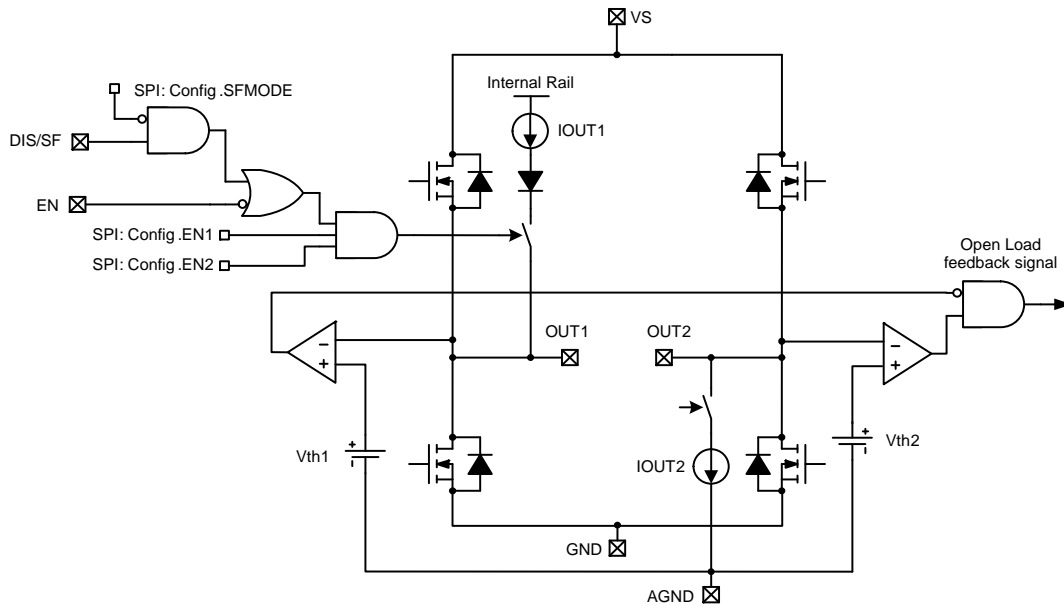 VS
SPI: Config.SFMODE
Internal Rail
DIS/SF
IOUT1
EN
SPI: Config.EN1
SPI: Config.EN2
Open Load
feedback signal
OUT1
OUT2
−
+
−
+
+
−
Vth1
+
−
Vth2
IOUT2
GND
AGND